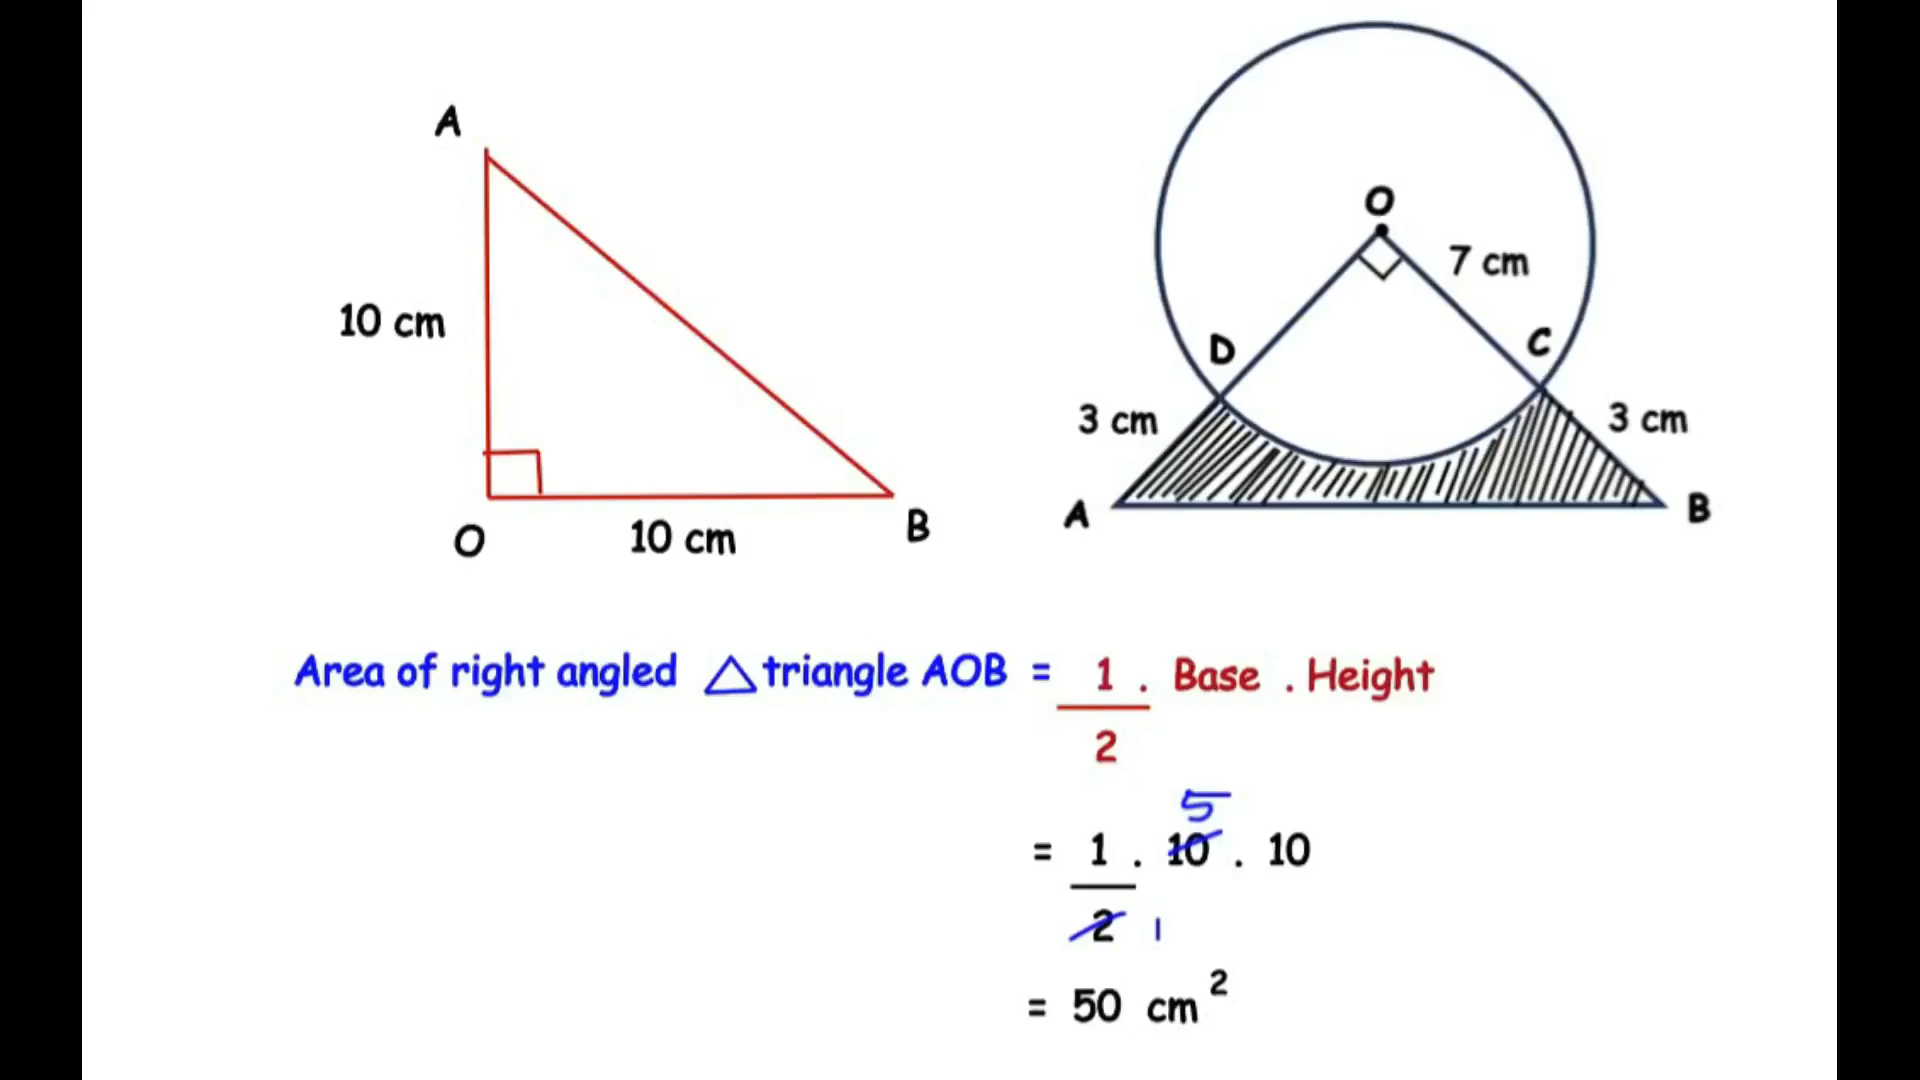 A
O
10 cm
7 cm
D
C
3 cm
3 cm
A
B
O
10 cm
B
Area of right angled △ triangle AOB = 1 . Base . Height
2
5
= 1 . 10 . 10
2 1
= 50 cm²